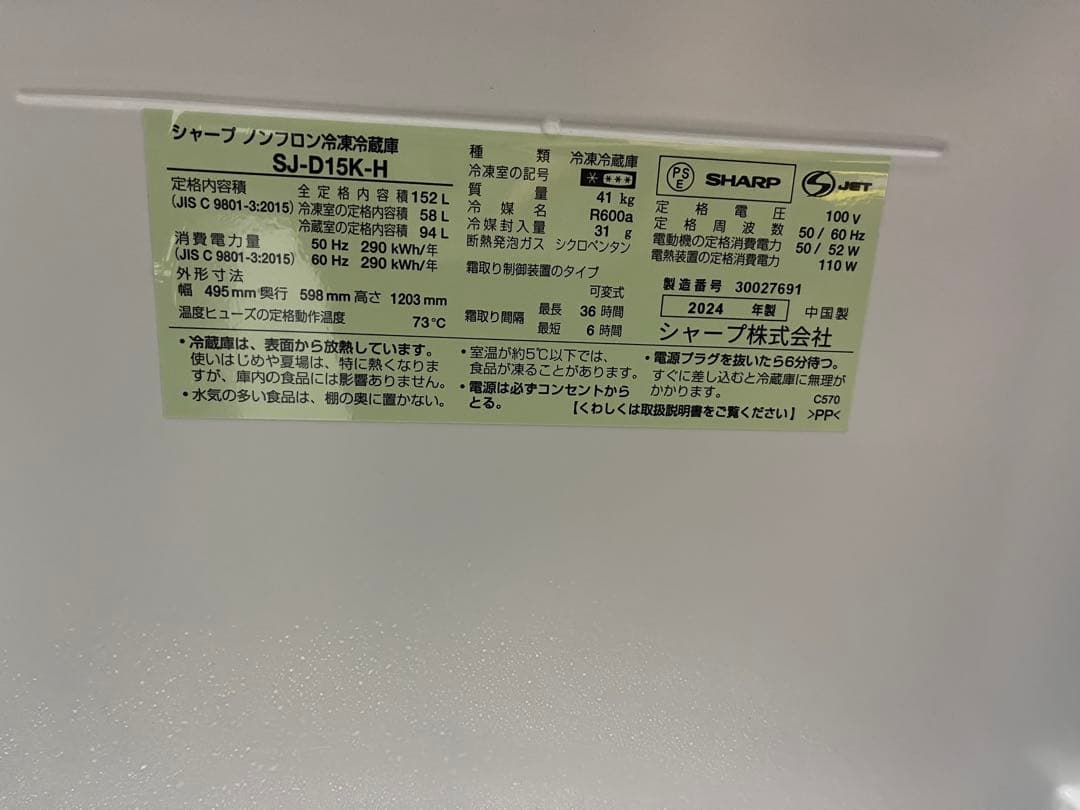 シャープ ノンフロン冷凍冷蔵庫
SJ-D15K-H
定格内容積
(JIS C 9801-3:2015)
全定格内容積 152 L
冷凍室の定格内容積 58 L
冷蔵室の定格内容積 94 L
消費電力量
(JIS C 9801-3:2015)
50 Hz 290 kWh/年
60 Hz 290 kWh/年
外形寸法
幅 495mm 奥行 598mm 高さ 1203mm
温度ヒューズの定格動作温度 73℃
種類 冷凍冷蔵庫
冷凍室の記号 * ***
質量 41 kg
冷媒名 R600a
冷媒封入量 31 g
断熱発泡ガス シクロペンタン
霜取り制御装置のタイプ
可変式
霜取り間隔 最長 36 時間
最短 6 時間
PS
E
SHARP
S JET
定格電圧 100 V
定格周波数 50 / 60 Hz
電動機の定格消費電力 50 / 52 W
電熱装置の定格消費電力 110 W
製造番号 30027691
2024 年製 中国製
シャープ株式会社
・冷蔵庫は、表面から放熱しています。
使いはじめや夏場は、特に熱くなりま
すが、庫内の食品には影響ありません。
・水気の多い食品は、棚の奥に置かない。
・室温が約5℃以下では、
食品が凍ることがあります。
・電源は必ずコンセントから
とる。
・電源プラグを抜いたら6分待つ。
すぐに差し込むと冷蔵庫に無理が
かかります。
C570
【くわしくは取扱説明書をご覧ください】 >PP<